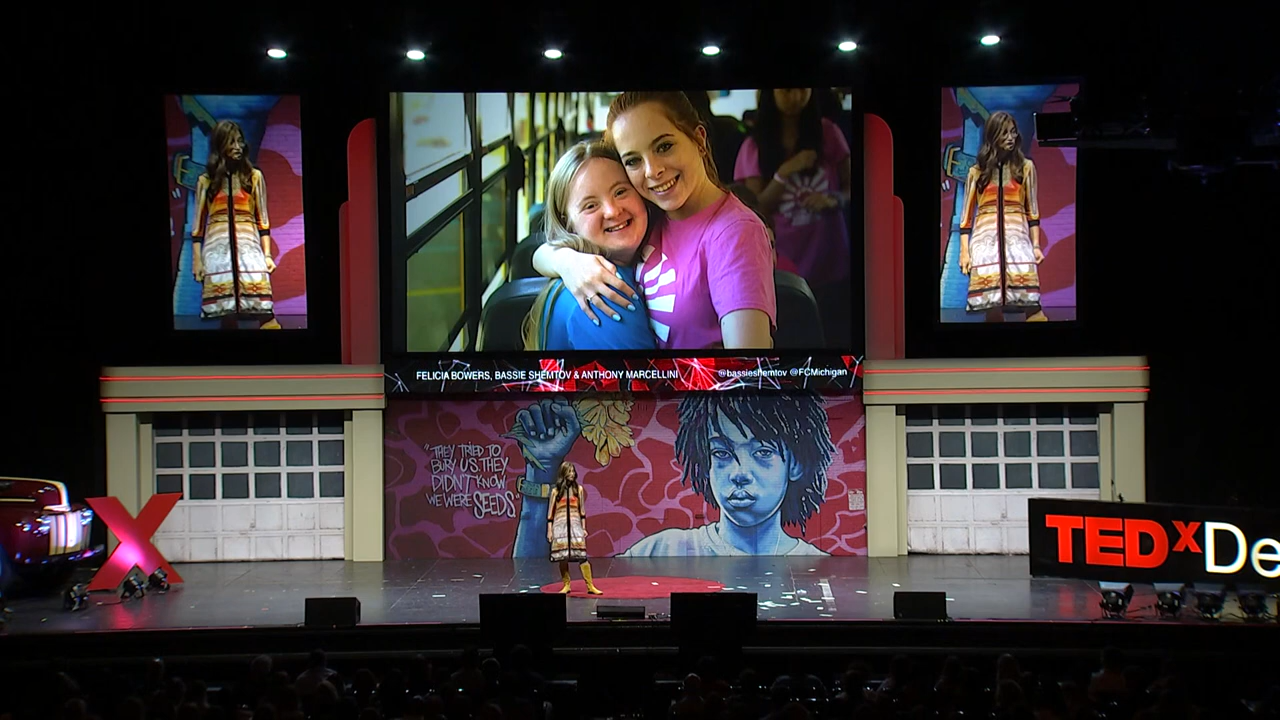 FELICIA BOWERS, BASSIE SHEMTOV & ANTHONY MARCELLINI
@bassieshemtov @FCMichigan
"THEY TRIED TO
BURY US. THEY
DIDN'T KNOW
WE WERE SEEDS"
X
TEDxDe